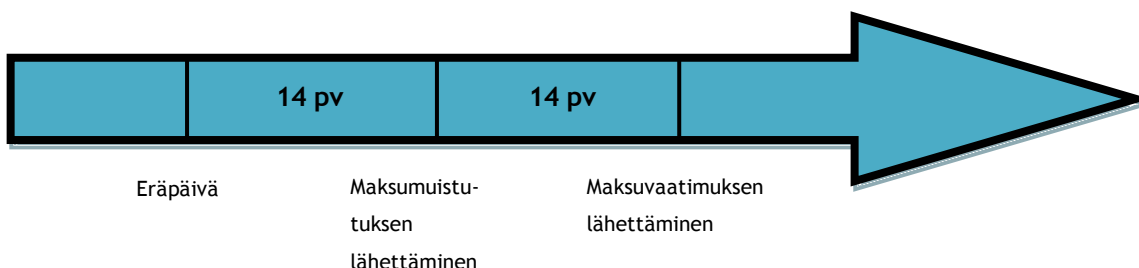 14 pv
14 pv
Eräpäivä
Maksumuistu-
tuksen
lähettäminen
Maksuvaatimuksen
lähettäminen